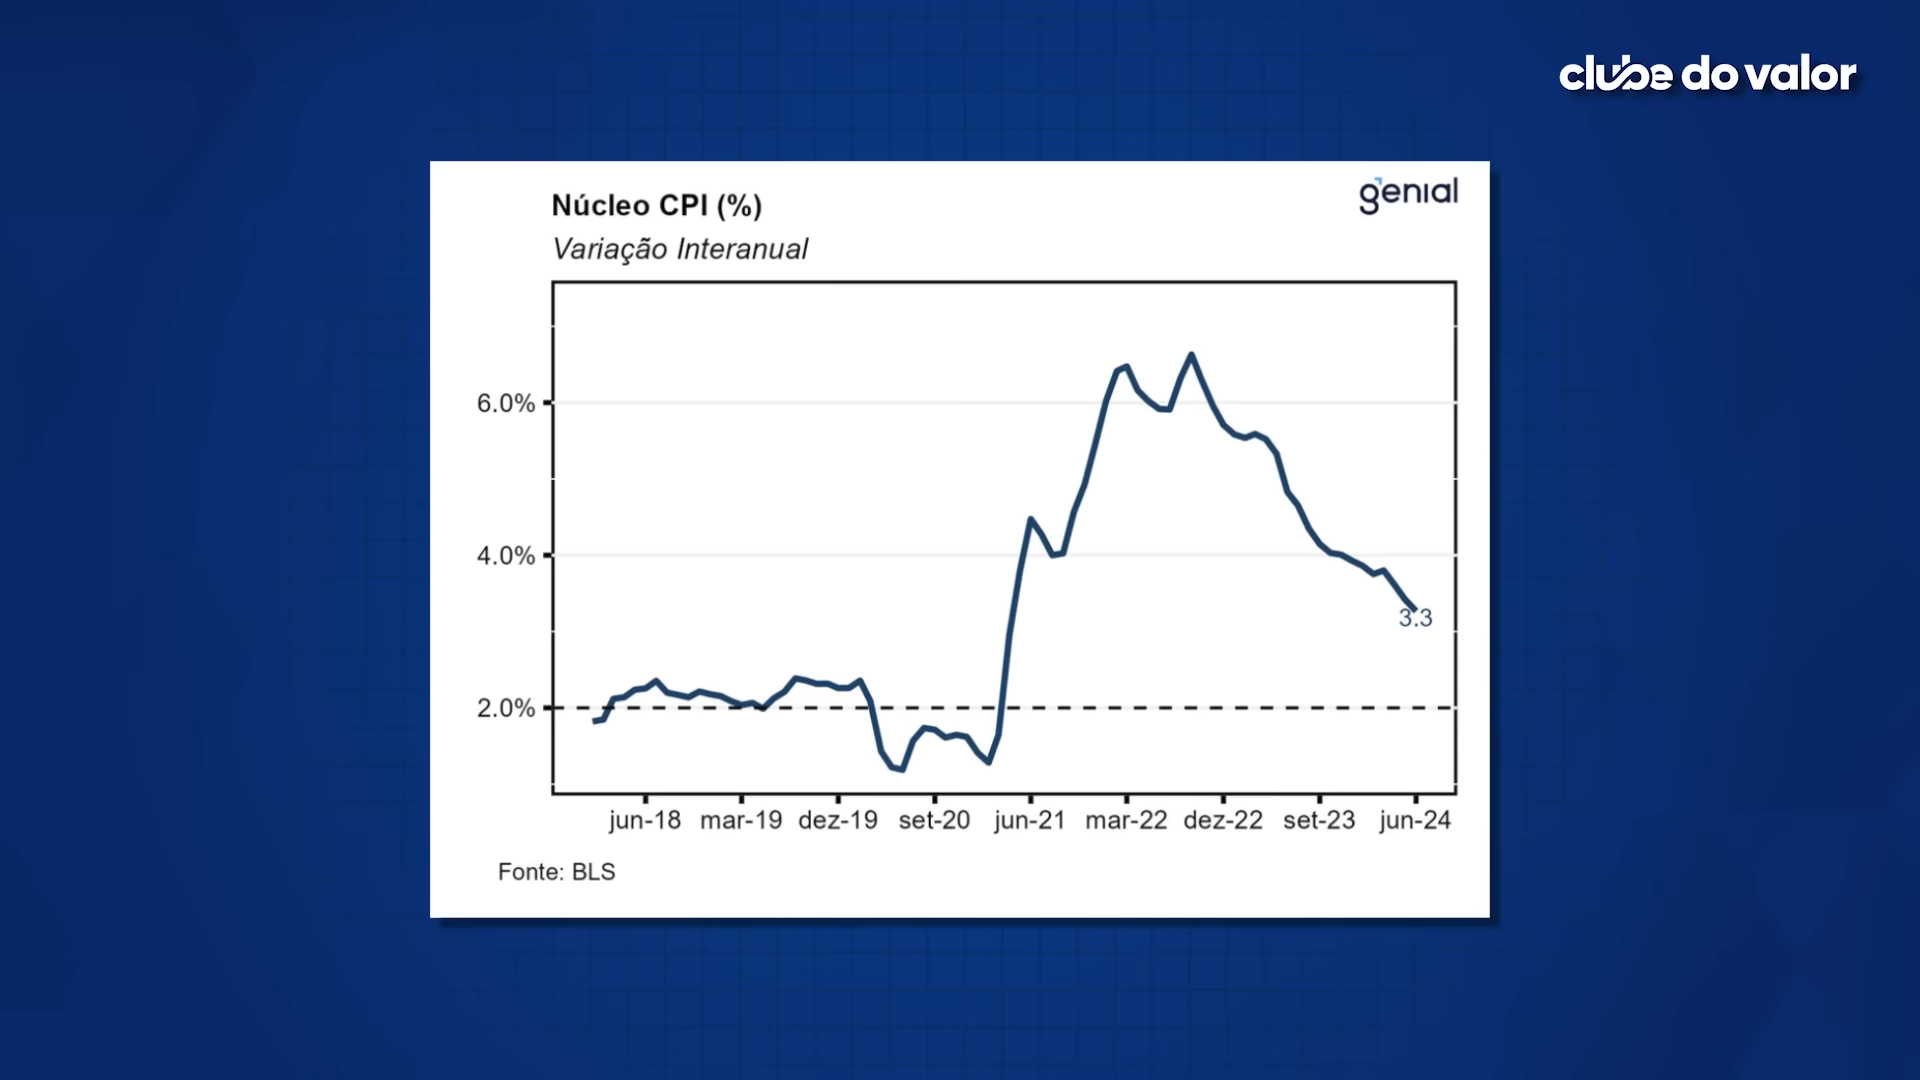 clube do valor
Núcleo CPI (%)
genial
Variação Interanual
6.0%
4.0%
3.3
2.0%
jun-18 mar-19 dez-19 set-20 jun-21 mar-22 dez-22 set-23 jun-24
Fonte: BLS